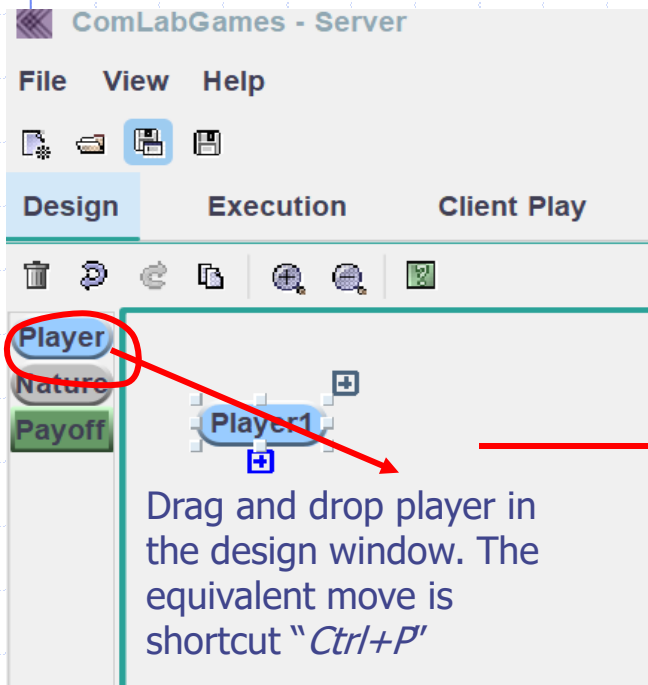 ComLabGames - Server
File View Help
Design Execution Client Play
Player
Nature
Payoff
Player1
Drag and drop player in
the design window. The
equivalent move is
shortcut “Ctrl+P”